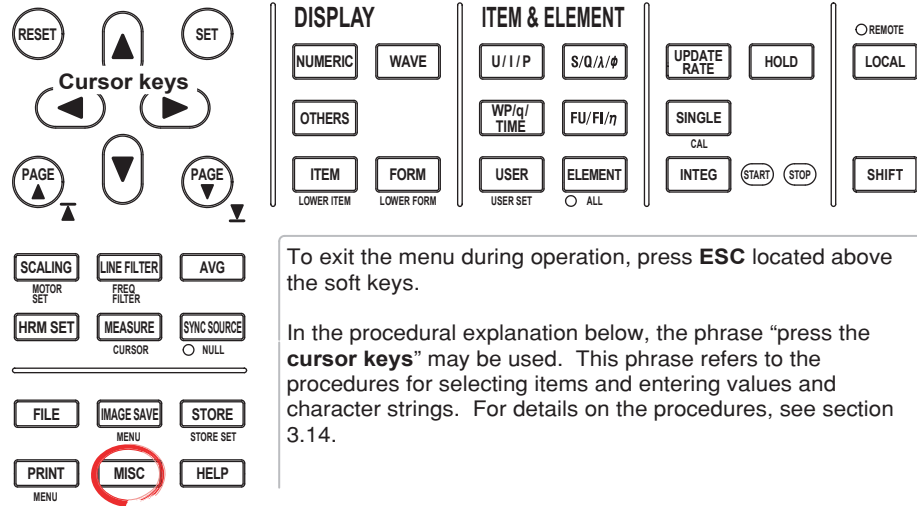 RESET
SET
Cursor keys
PAGE
PAGE
DISPLAY
NUMERIC WAVE
OTHERS
ITEM FORM
LOWER ITEM LOWER FORM
ITEM & ELEMENT
U / I / P S/Q/λ/ϕ
WP/q/
TIME
FU/FI/η
USER ELEMENT
USER SET ALL
UPDATE
RATE
HOLD
SINGLE
CAL
INTEG START STOP
REMOTE
LOCAL
SHIFT
SCALING LINE FILTER AVG
MOTOR
SET
FREQ
FILTER
HRM SET MEASURE SYNC SOURCE
CURSOR NULL
FILE IMAGE SAVE STORE
MENU STORE SET
PRINT MISC HELP
MENU
To exit the menu during operation, press ESC located above
the soft keys.
In the procedural explanation below, the phrase “press the
cursor keys” may be used. This phrase refers to the
procedures for selecting items and entering values and
character strings. For details on the procedures, see section
3.14.